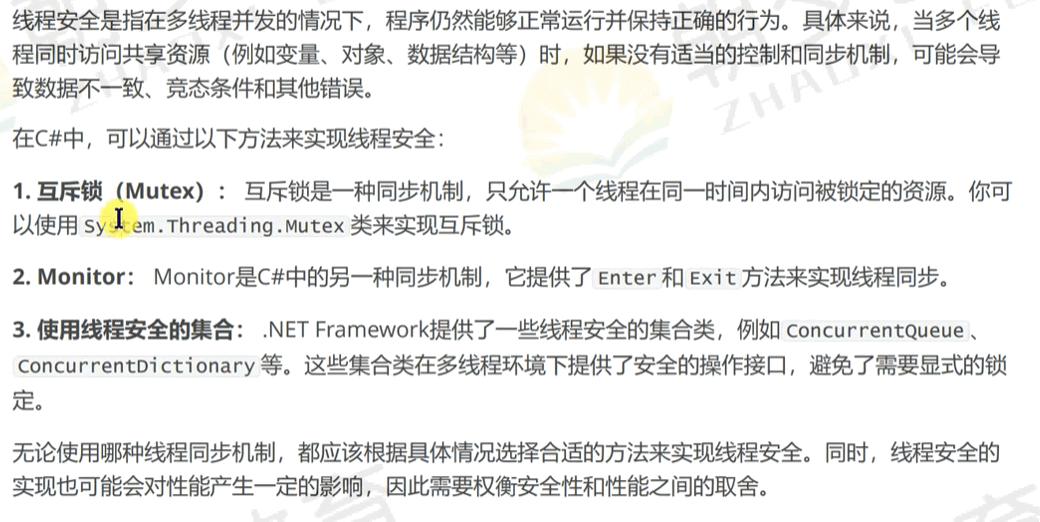 线程安全是指在多线程并发的情况下，程序仍然能够正常运行并保持正确的行为。具体来说，当多个线
程同时访问共享资源（例如变量、对象、数据结构等）时，如果没有适当的控制和同步机制，可能会导
致数据不一致、竞态条件和其他错误。
在C#中，可以通过以下方法来实现线程安全：
1. 互斥锁（Mutex）： 互斥锁是一种同步机制，只允许一个线程在同一时间内访问被锁定的资源。你可
以使用 System.Threading.Mutex 类来实现互斥锁。
2. Monitor： Monitor是C#中的另一种同步机制，它提供了 Enter 和 Exit 方法来实现线程同步。
3. 使用线程安全的集合： .NET Framework提供了一些线程安全的集合类，例如 ConcurrentQueue 、
ConcurrentDictionary 等。这些集合类在多线程环境下提供了安全的操作接口，避免了需要显式的锁
定。
无论使用哪种线程同步机制，都应该根据具体情况选择合适的方法来实现线程安全。同时，线程安全的
实现也可能会对性能产生一定的影响，因此需要权衡安全性和性能之间的取舍。